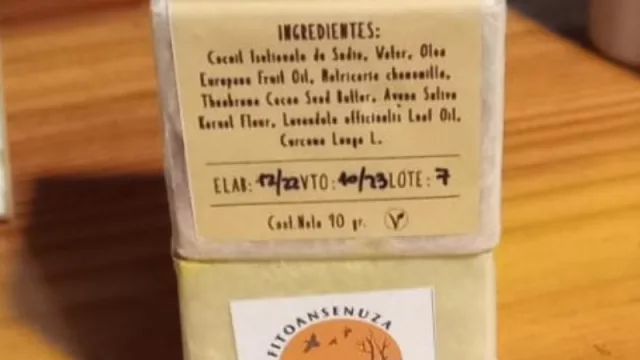 INGREDIENTES:
Cocoil Isetionato de Sodio, Water, Olea
Europaea Fruit Oil, Matricaria chamomilla,
Theobroma Cacao Seed Butter, Avena Sativa
Kernel Flour, Lavandula officinalis Leaf Oil,
Curcuma Longa L.
ELAB: 12/22 VTO: 10/23 LOTE: 7
Cont. Neto 90 gr. V
FITOANSENUZA